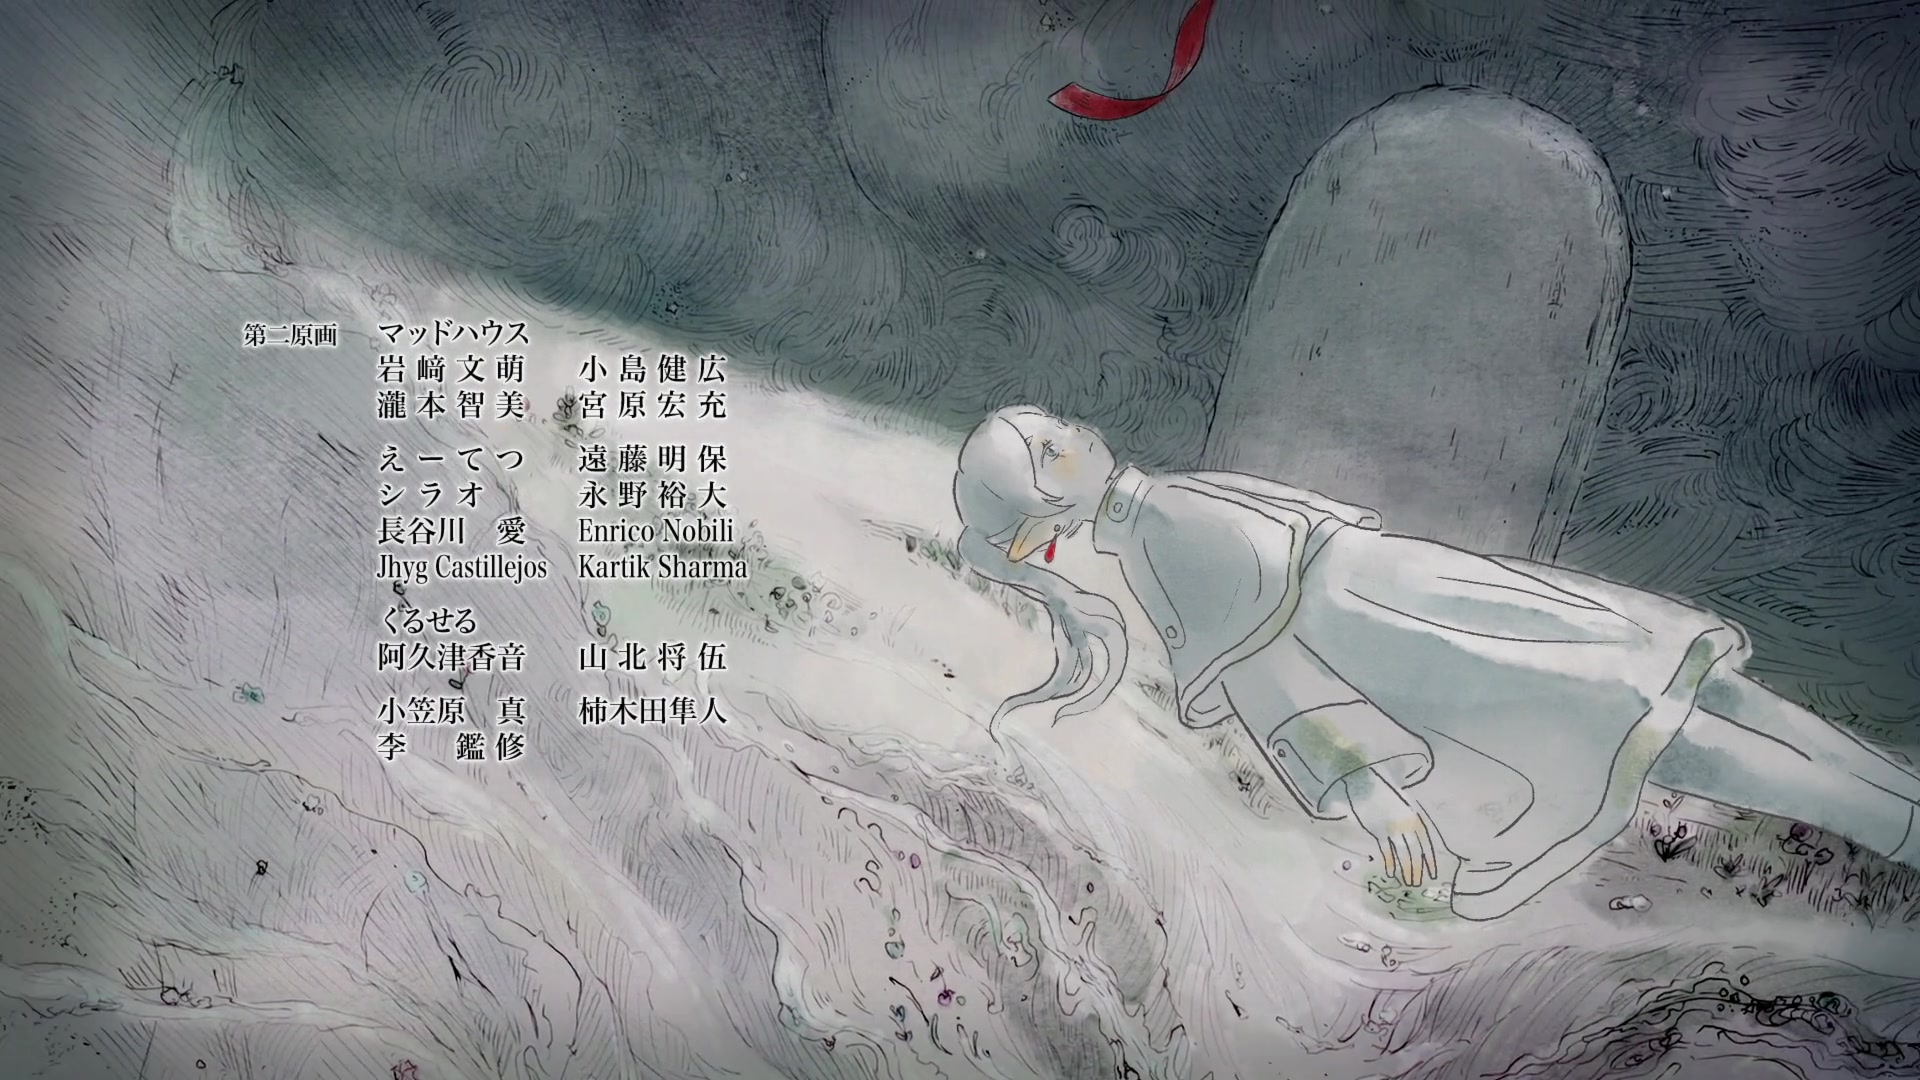 第二原画 マッドハウス
岩﨑文萌 小島健広
瀧本智美 宮原宏充
えーてつ 遠藤明保
シラオ 永野裕大
長谷川 愛 Enrico Nobili
Jhyg Castillejos Kartik Sharma
くるせる
阿久津香音 山北将伍
小笠原 真 柿木田隼人
李 鑑修